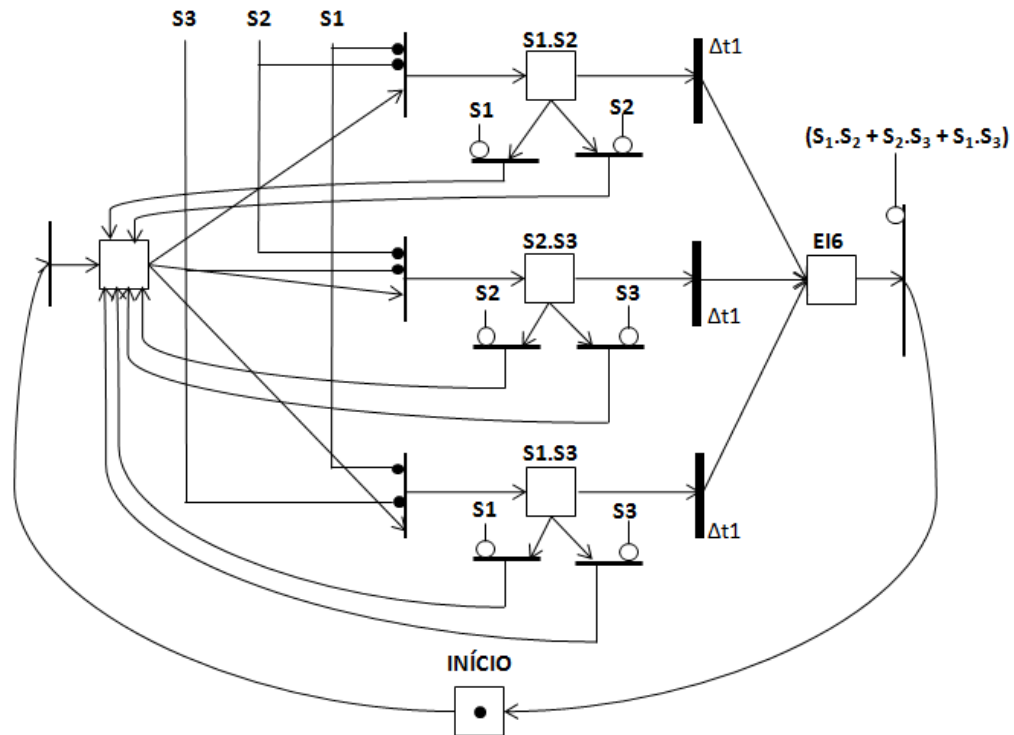 S3 S2 S1
S1.S2
Δt1
S1
S2
(S₁.S₂ + S₂.S₃ + S₁.S₃)
S2.S3
EI6
S2
S3
Δt1
S1.S3
S1
S3
Δt1
INÍCIO